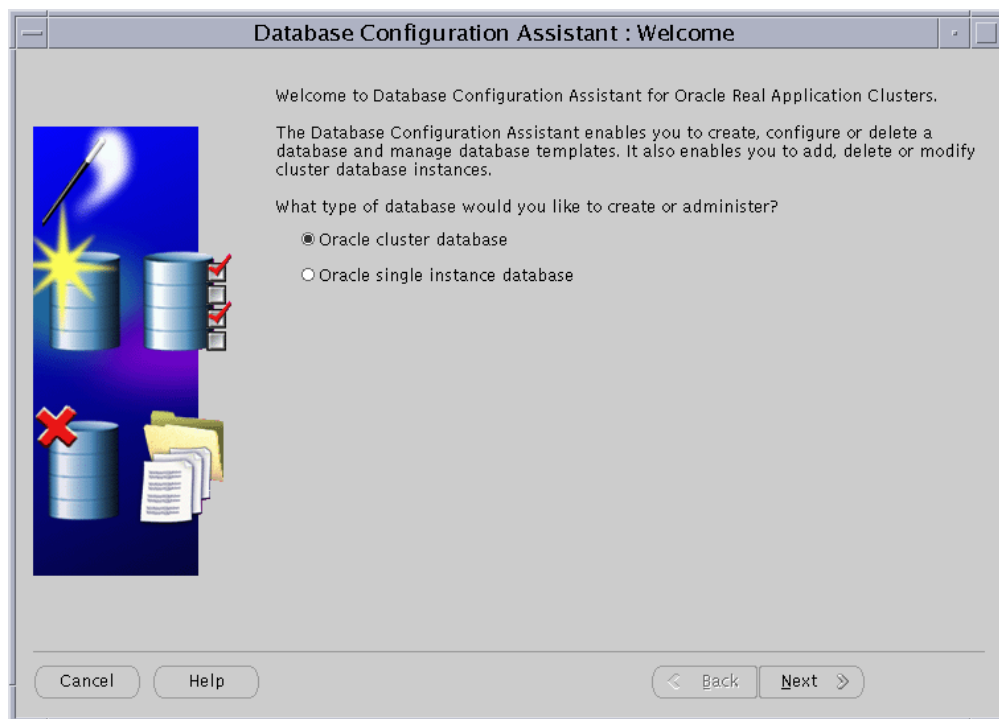 Database Configuration Assistant : Welcome
Welcome to Database Configuration Assistant for Oracle Real Application Clusters.
The Database Configuration Assistant enables you to create, configure or delete a
database and manage database templates. It also enables you to add, delete or modify
cluster database instances.
What type of database would you like to create or administer?
Oracle cluster database
Oracle single instance database
Cancel
Help
Back
Next